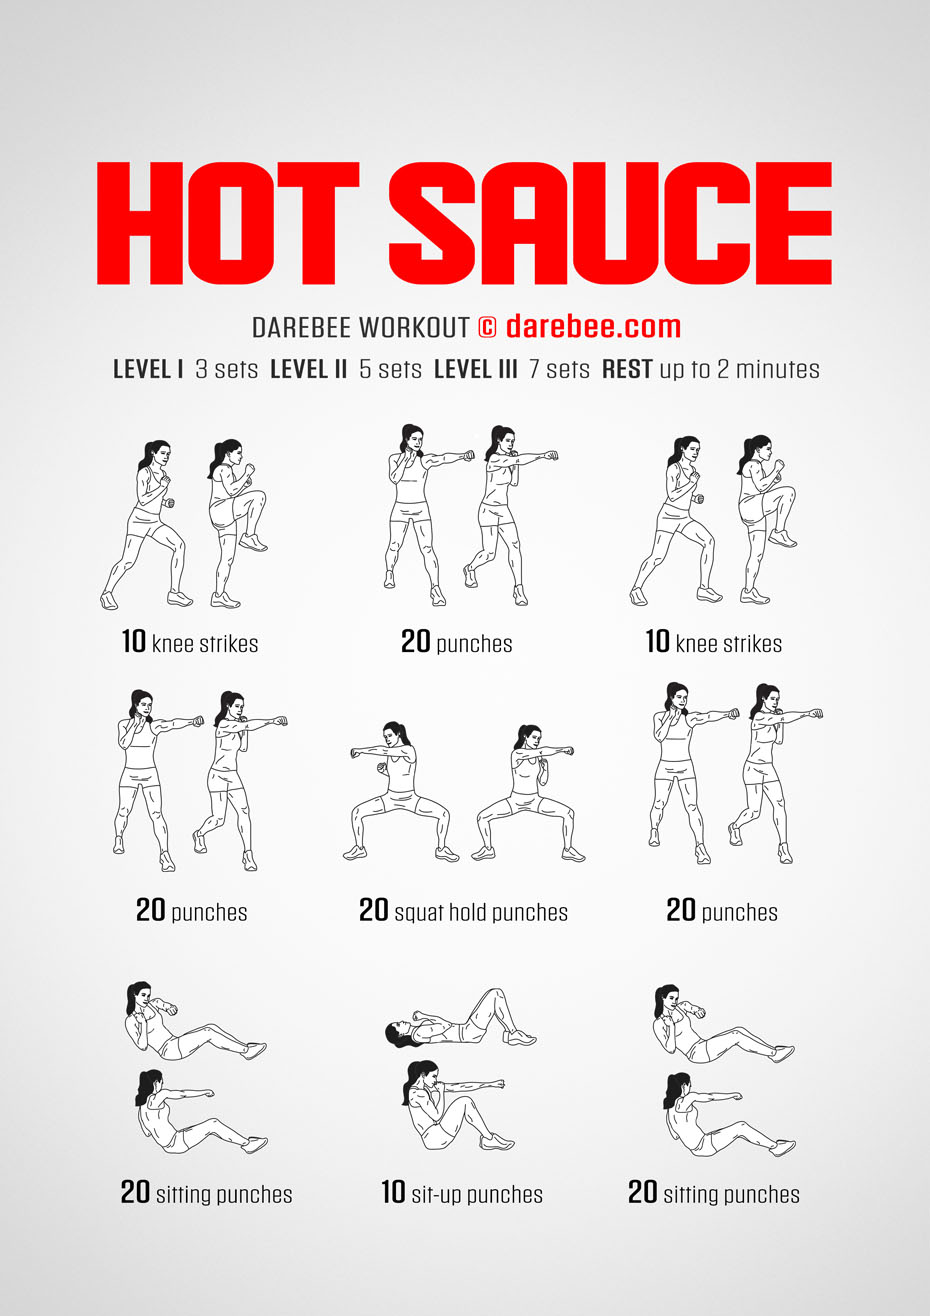 HOT SAUCE
DAREBEE WORKOUT © darebee.com
LEVEL I 3 sets LEVEL II 5 sets LEVEL III 7 sets REST up to 2 minutes
10 knee strikes
20 punches
10 knee strikes
20 punches
20 squat hold punches
20 punches
20 sitting punches
10 sit-up punches
20 sitting punches